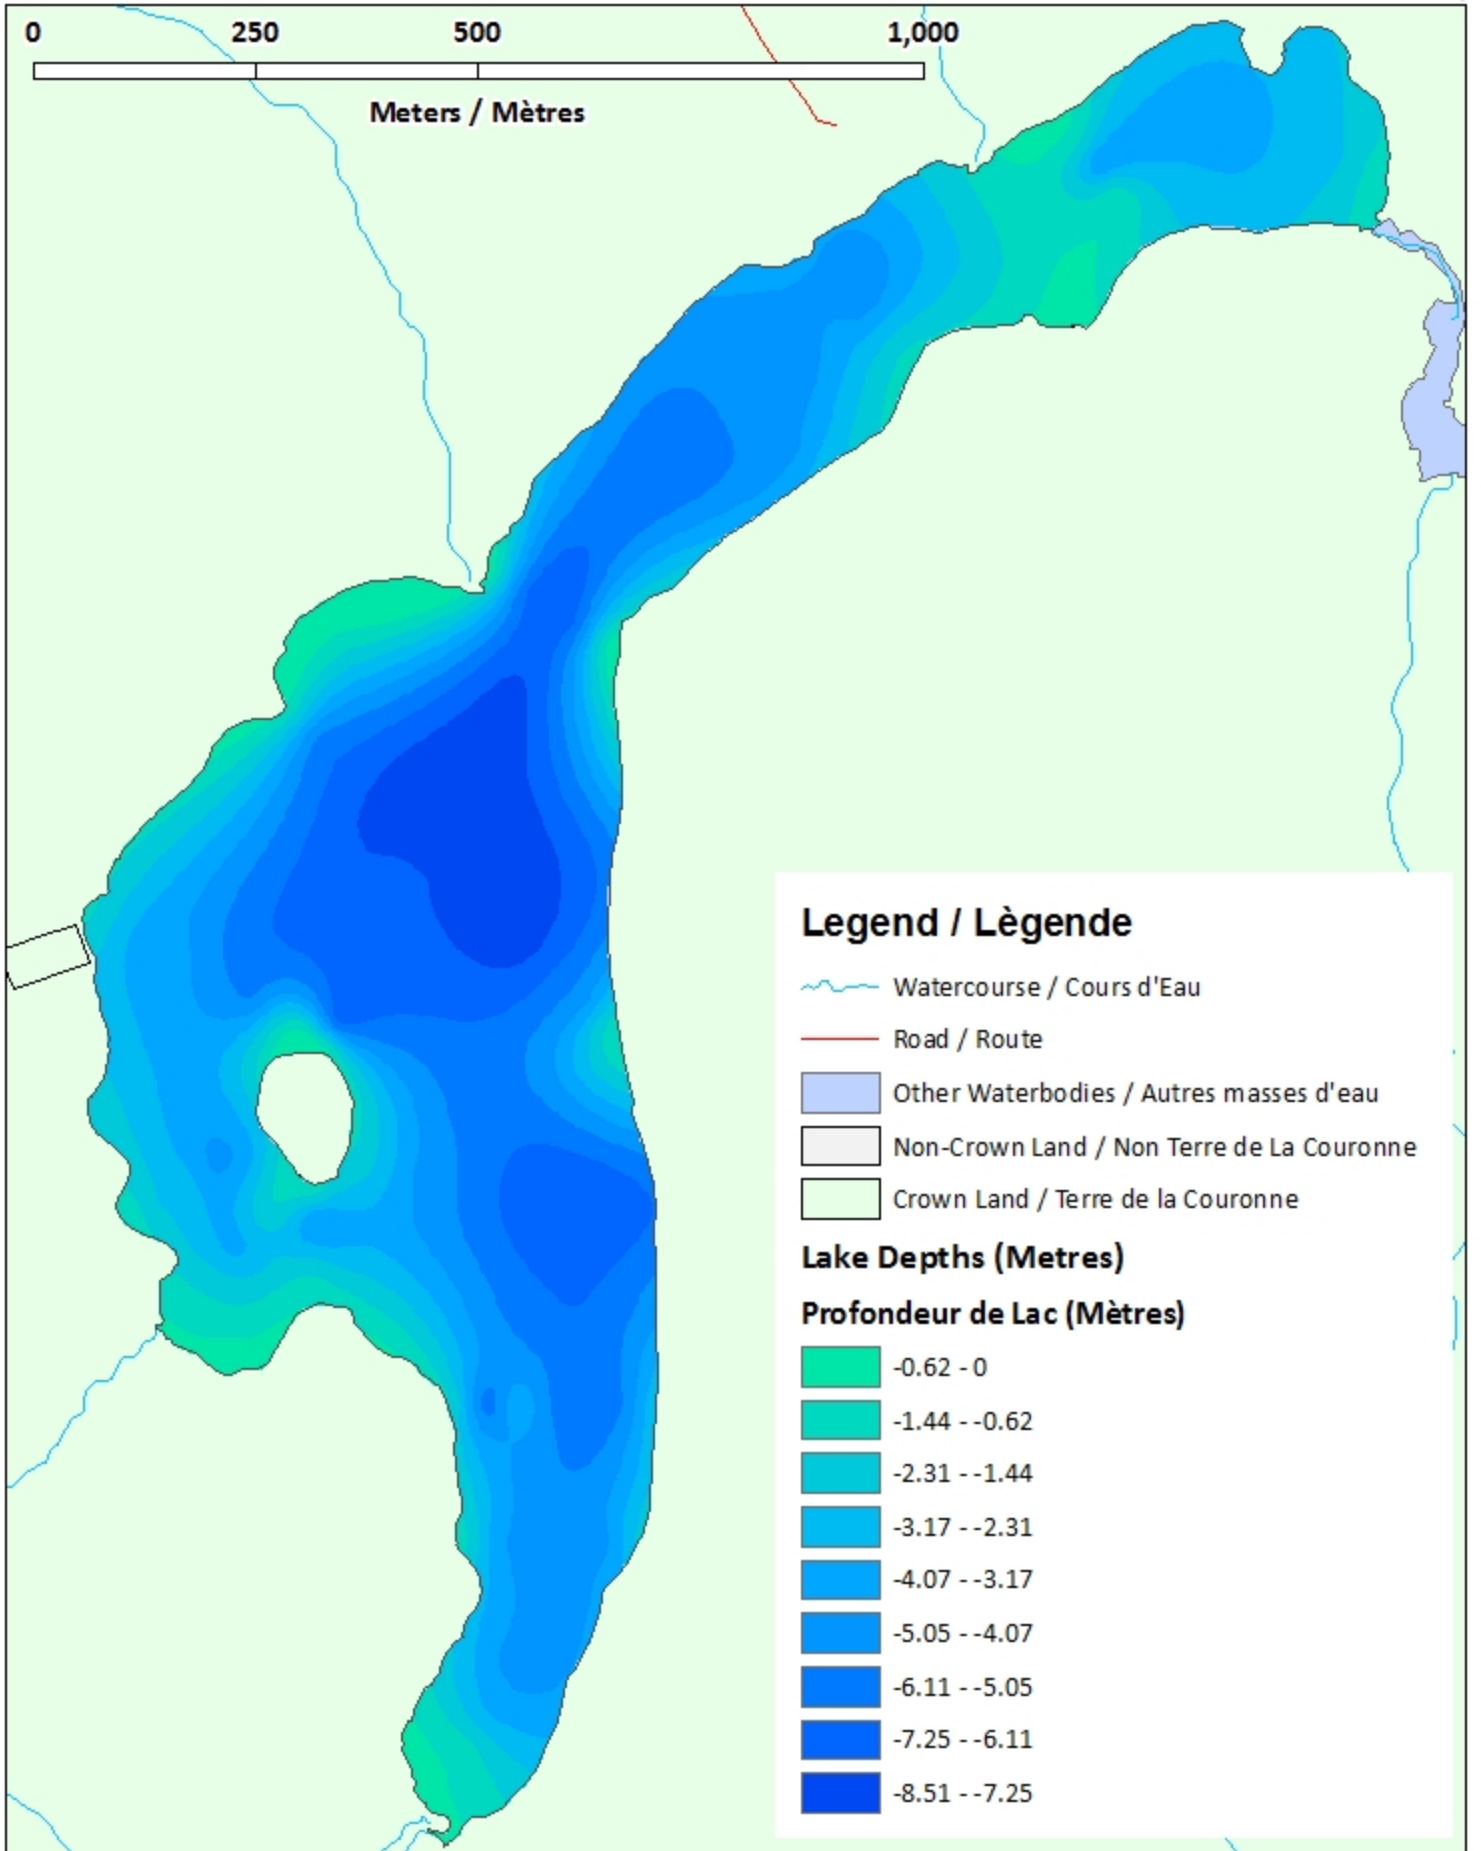 0 250 500 1,000
Meters / Mètres
Legend / Lègende
Watercourse / Cours d'Eau
Road / Route
Other Waterbodies / Autres masses d'eau
Non-Crown Land / Non Terre de La Couronne
Crown Land / Terre de la Couronne
Lake Depths (Metres)
Profondeur de Lac (Mètres)
-0.62 - 0
-1.44 - -0.62
-2.31 - -1.44
-3.17 - -2.31
-4.07 - -3.17
-5.05 - -4.07
-6.11 - -5.05
-7.25 - -6.11
-8.51 - -7.25